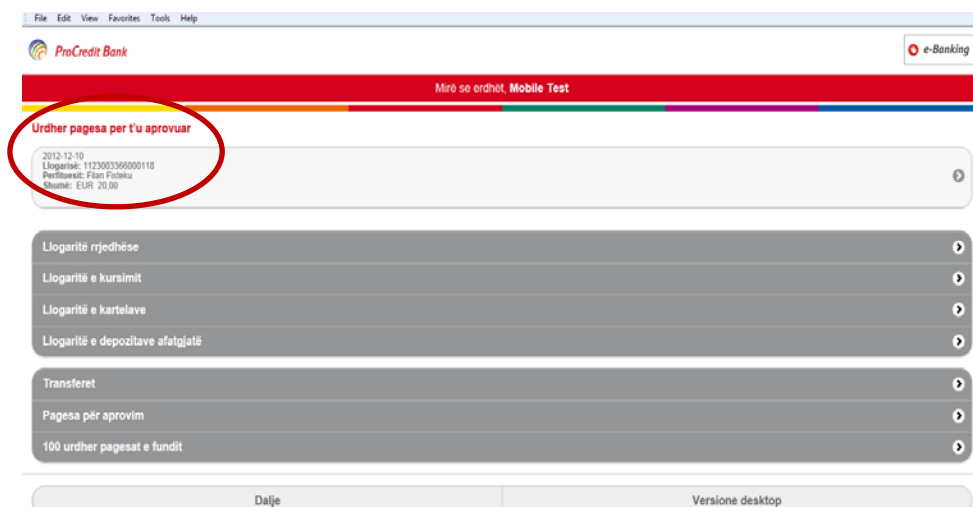 File Edit View Favorites Tools Help
ProCredit Bank
e-Banking
Mirë se erdhët, Mobile Test
Urdher pagesa per t'u aprovuar
2012-12-10
Llogarisë: 1123003366000118
Perfituesit: Filan Fisteku
Shumë: EUR 20,00
Llogaritë rrjedhëse
Llogaritë e kursimit
Llogaritë e kartelave
Llogaritë e depozitave afatgjatë
Transferet
Pagesa për aprovim
100 urdher pagesat e fundit
Dalje Versione desktop